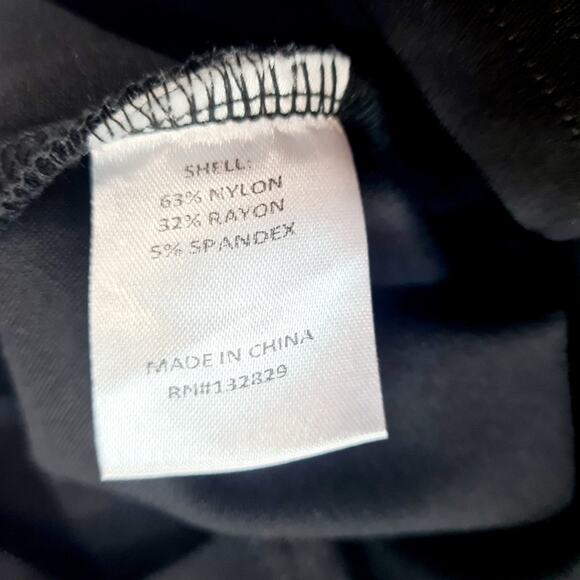 SHELL:
63% NYLON
32% RAYON
5% SPANDEX
MADE IN CHINA
RN#132829